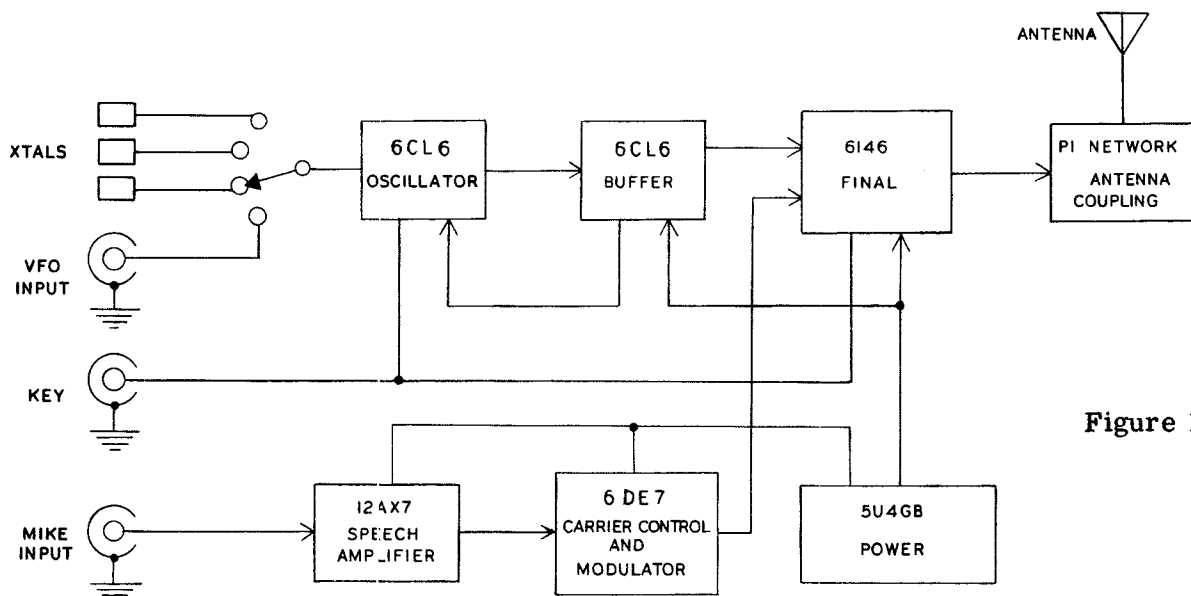 ANTENNA
XTALS
6CL6
OSCILLATOR
6CL6
BUFFER
6146
FINAL
PI NETWORK
ANTENNA
COUPLING
VFO
INPUT
KEY
Figure
MIKE
INPUT
12AX7
SPEECH
AMPLIFIER
6DE7
CARRIER CONTROL
AND
MODULATOR
5U4GB
POWER